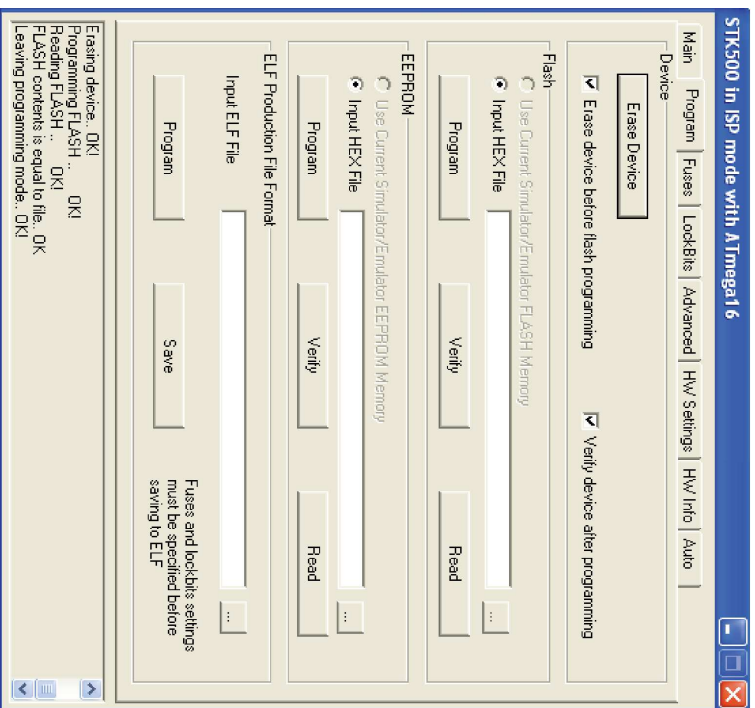 STK500 in ISP mode with ATmega16
Main Program Fuses LockBits Advanced HW Settings HW Info Auto
Device
Erase Device
Erase device before flash programming Verify device after programming
Flash
Use Current Simulator/Emulator FLASH Memory
Input HEX File ...
Program Verify Read
EEPROM
Use Current Simulator/Emulator EEPROM Memory
Input HEX File ...
Program Verify Read
ELF Production File Format
Input ELF File ...
Program Save
Fuses and lockbits settings
must be specified before
saving to ELF
Erasing device.. OK!
Programming FLASH .. OK!
Reading FLASH .. OK!
FLASH contents is equal to file.. OK
Leaving programming mode.. OK!